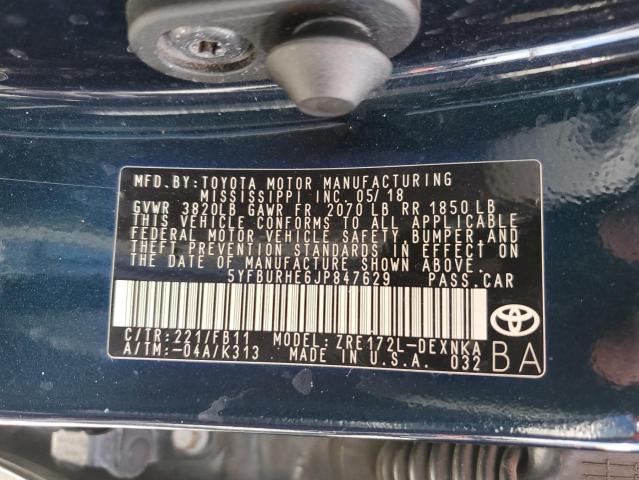 MFD.BY:TOYOTA MOTOR MANUFACTURING
MISSISSIPPI INC. 05/18
GVWR 3820LB GAWR FR 2070 LB RR 1850 LB
THIS VEHICLE CONFORMS TO ALL APPLICABLE
FEDERAL MOTOR VEHICLE SAFETY, BUMPER,AND
THEFT PREVENTION STANDARDS IN EFFECT ON
THE DATE OF MANUFACTURE SHOWN ABOVE.
5YFBURHE6JP847629 PASS.CAR
C/TR:221/FB11 MODEL:ZRE172L-DEXNKA
A/TM:-04A/K313 MADE IN U.S.A. 032
BA